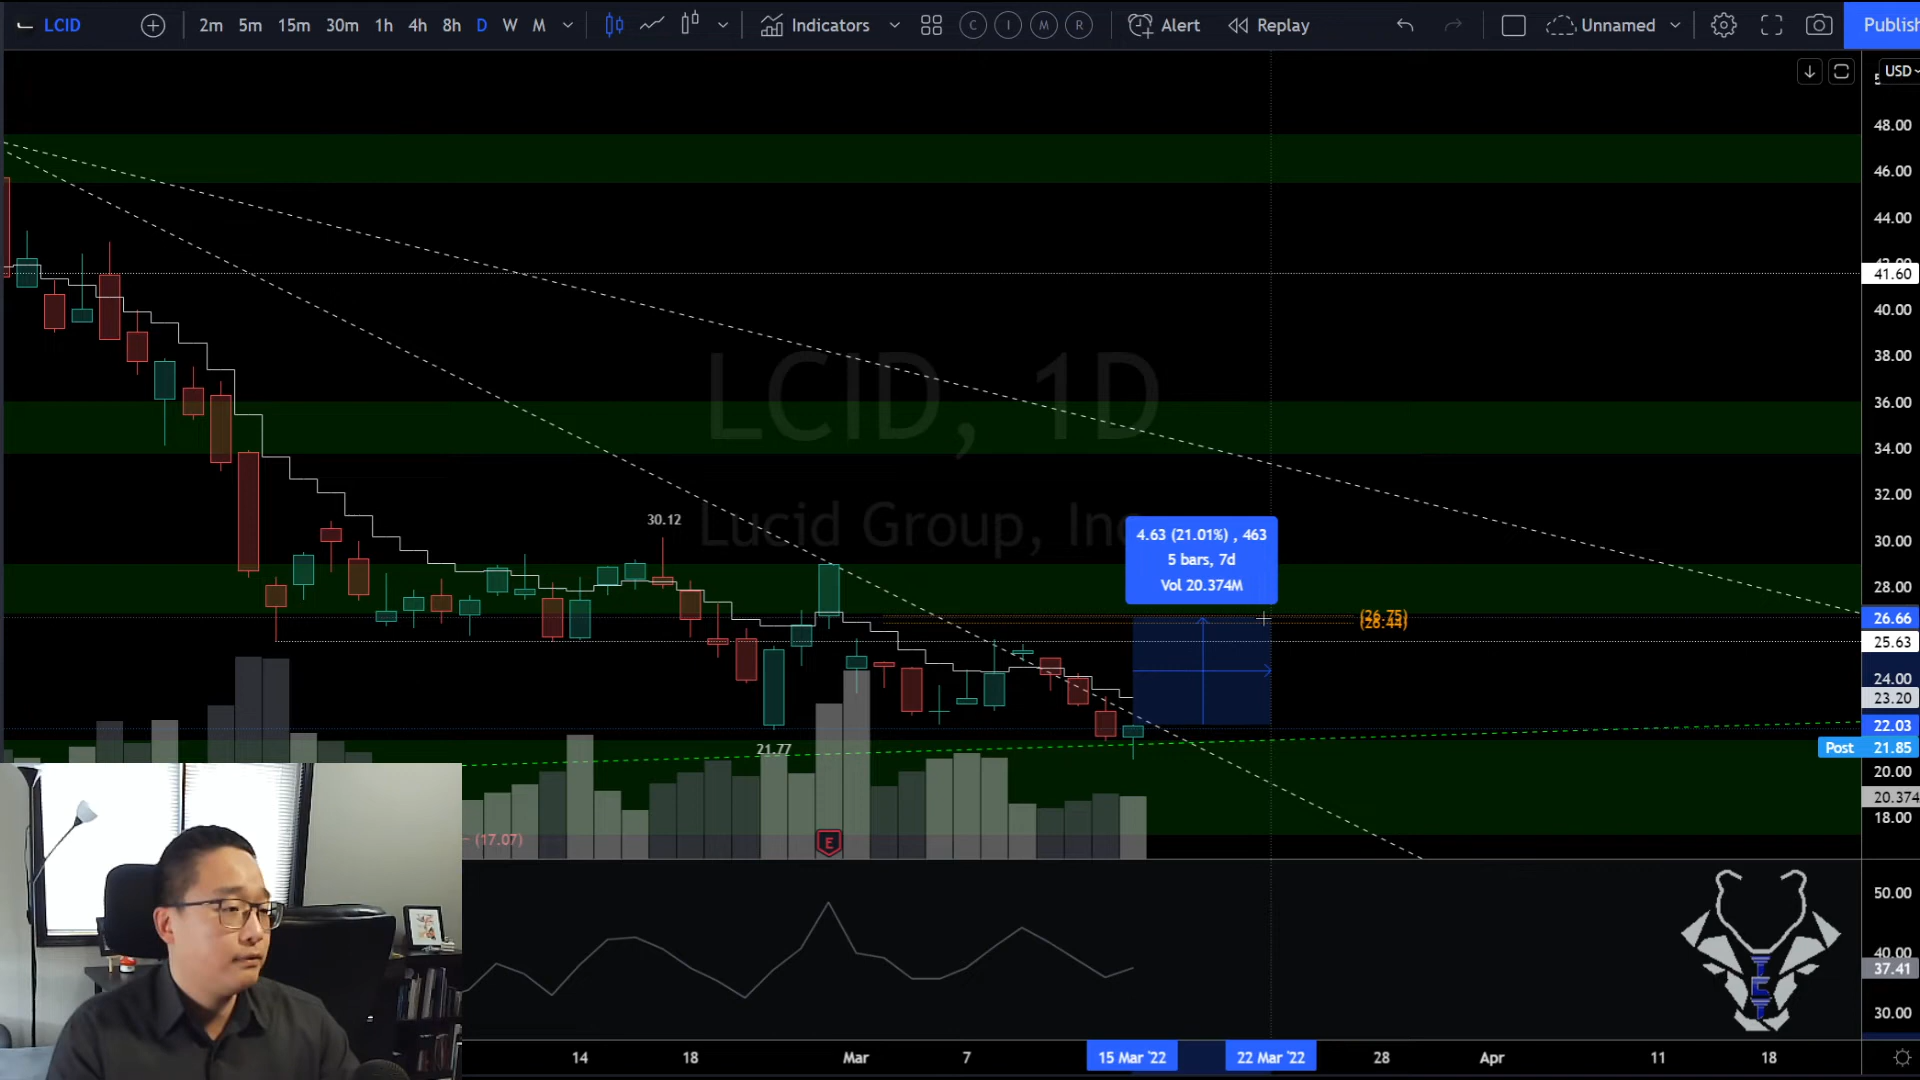 LCID 2m 5m 15m 30m 1h 4h 8h D W M Indicators C I M R Alert Replay Unnamed Publish
USD
48.00
46.00
44.00
41.60
40.00
38.00
36.00
LCID, 1D
34.00
32.00
30.12
Lucid Group, Inc
4.63 (21.01%) , 463
5 bars, 7d
Vol 20.374M
30.00
28.00
(26.75)
(26.44)
26.66
25.63
24.00
23.20
22.03
21.77
Post 21.85
20.00
20.374
18.00
(17.07)
E
50.00
40.00
37.41
30.00
14 18 Mar 7 15 Mar '22 22 Mar '22 28 Apr 11 18